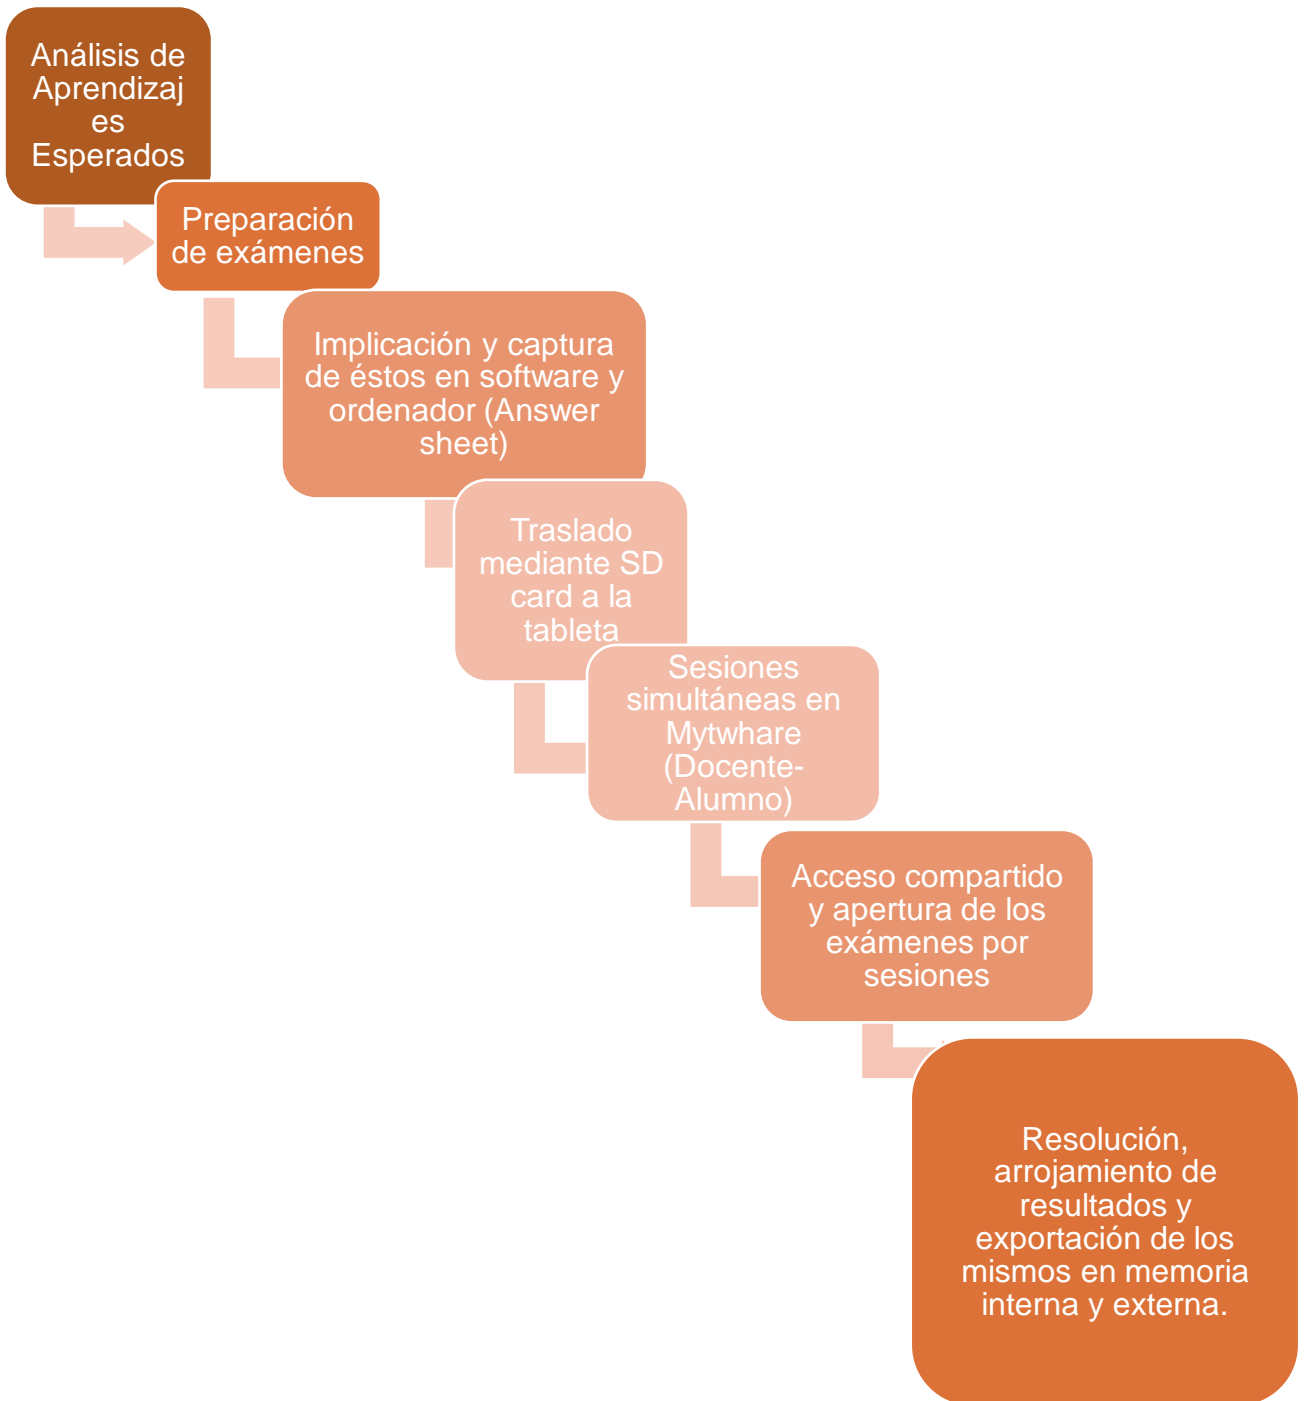 Análisis de
Aprendizaj
es
Esperados
Preparación
de exámenes
Implicación y captura
de éstos en software y
ordenador (Answer
sheet)
Traslado
mediante SD
card a la
tableta
Sesiones
simultáneas en
Mytwhare
(Docente-
Alumno)
Acceso compartido
y apertura de los
exámenes por
sesiones
Resolución,
arrojamiento de
resultados y
exportación de los
mismos en memoria
interna y externa.